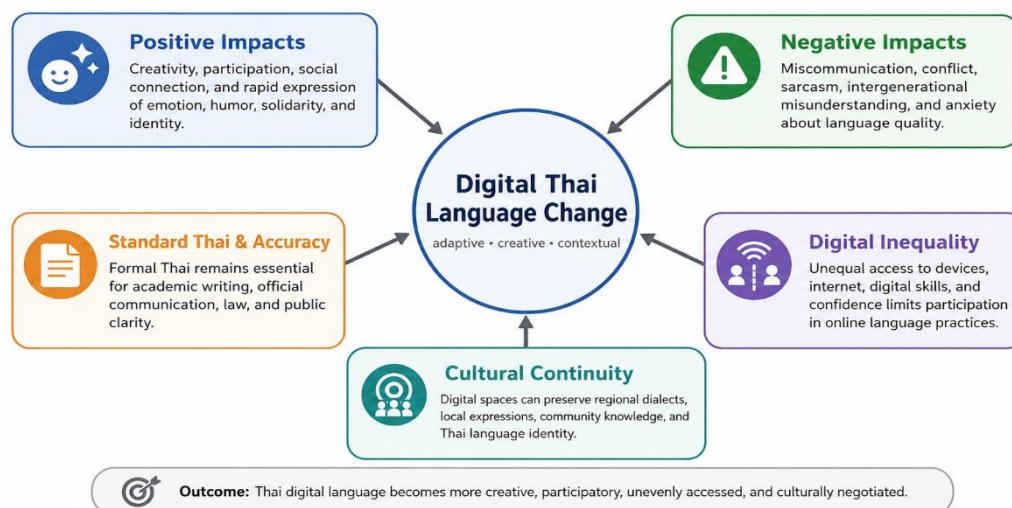 Positive Impacts
Creativity, participation, social
connection, and rapid expression
of emotion, humor, solidarity, and
identity.
Negative Impacts
Miscommunication, conflict,
sarcasm, intergenerational
misunderstanding, and anxiety
about language quality.
Digital Thai
Language Change
adaptive • creative • contextual
Standard Thai & Accuracy
Formal Thai remains essential
for academic writing, official
communication, law, and public
clarity.
Digital Inequality
Unequal access to devices,
internet, digital skills, and
confidence limits participation
in online language practices.
Cultural Continuity
Digital spaces can preserve regional dialects,
local expressions, community knowledge, and
Thai language identity.
Outcome: Thai digital language becomes more creative, participatory, unevenly accessed, and culturally negotiated.